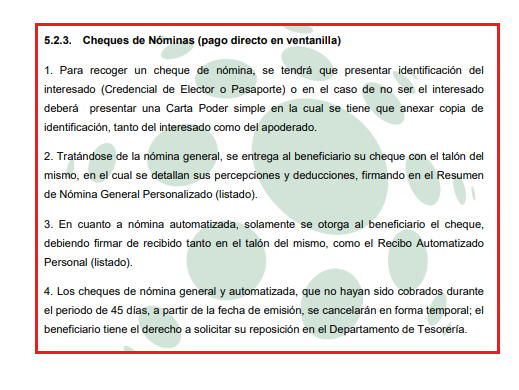 5.2.3. Cheques de Nóminas (pago directo en ventanilla)
1. Para recoger un cheque de nómina, se tendrá que presentar identificación del
interesado (Credencial de Elector o Pasaporte) o en el caso de no ser el interesado
deberá presentar una Carta Poder simple en la cual se tiene que anexar copia de
identificación, tanto del interesado como del apoderado.
2. Tratándose de la nómina general, se entrega al beneficiario su cheque con el talón del
mismo, en el cual se detallan sus percepciones y deducciones, firmando en el Resumen
de Nómina General Personalizado (listado).
3. En cuanto a nómina automatizada, solamente se otorga al beneficiario el cheque,
debiendo firmar de recibido tanto en el talón del mismo, como el Recibo Automatizado
Personal (listado).
4. Los cheques de nómina general y automatizada, que no hayan sido cobrados durante
el periodo de 45 días, a partir de la fecha de emisión, se cancelarán en forma temporal; el
beneficiario tiene el derecho a solicitar su reposición en el Departamento de Tesorería.